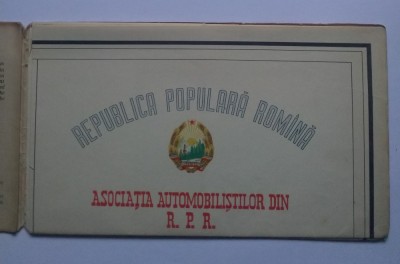 REPUBLICA POPULARĂ ROMÎNĂ
ASOCIAȚIA AUTOMOBILIȘTILOR DIN
R. P. R.